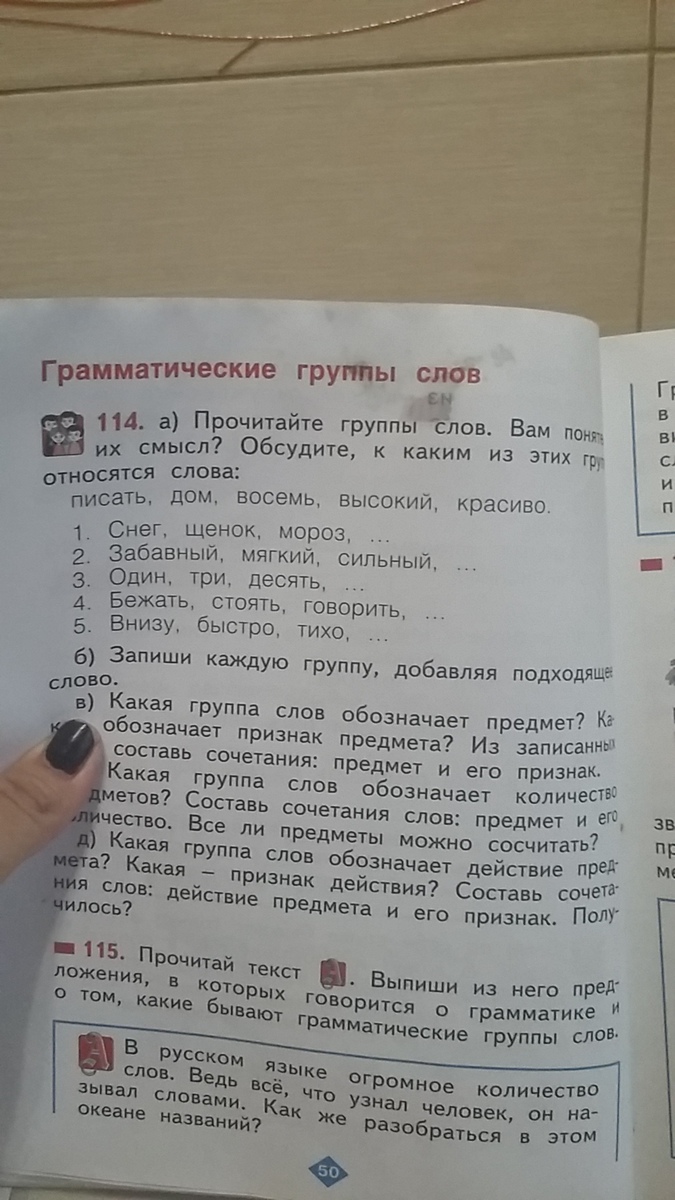 Грамматические группы слов
114. а) Прочитайте группы слов. Вам
их смысл? Обсудите, к каким из этих
относятся слова:
писать, дом, восемь, высокий, красиво.
1. Снег, щенок, мороз, ...
2. Забавный, мягкий, сильный, ...
3. Один, три, десять, ...
4. Бежать, стоять, говорить, ...
5. Внизу, быстро, тихо, ...
б) Запиши каждую группу, добавляя подходящее
слово.
в) Какая группа слов обозначает предмет? Ка-
обозначает признак предмета? Из записанных
составь сочетания: предмет и его признак.
Какая группа слов обозначает количество
дметов? Составь сочетания слов: предмет и его
личество. Все ли предметы можно сосчитать?
д) Какая группа слов обозначает действие пред-
мета? Какая – признак действия? Составь сочета-
ния слов: действие предмета и его признак. Полу-
чилось?
115. Прочитай текст А. Выпиши из него пред-
ложения, в которых говорится о грамматике и
о том, какие бывают грамматические группы слов.
А В русском языке огромное количество
слов. Ведь всё, что узнал человек, он на-
зывал словами. Как же разобраться в этом
океане названий?
50